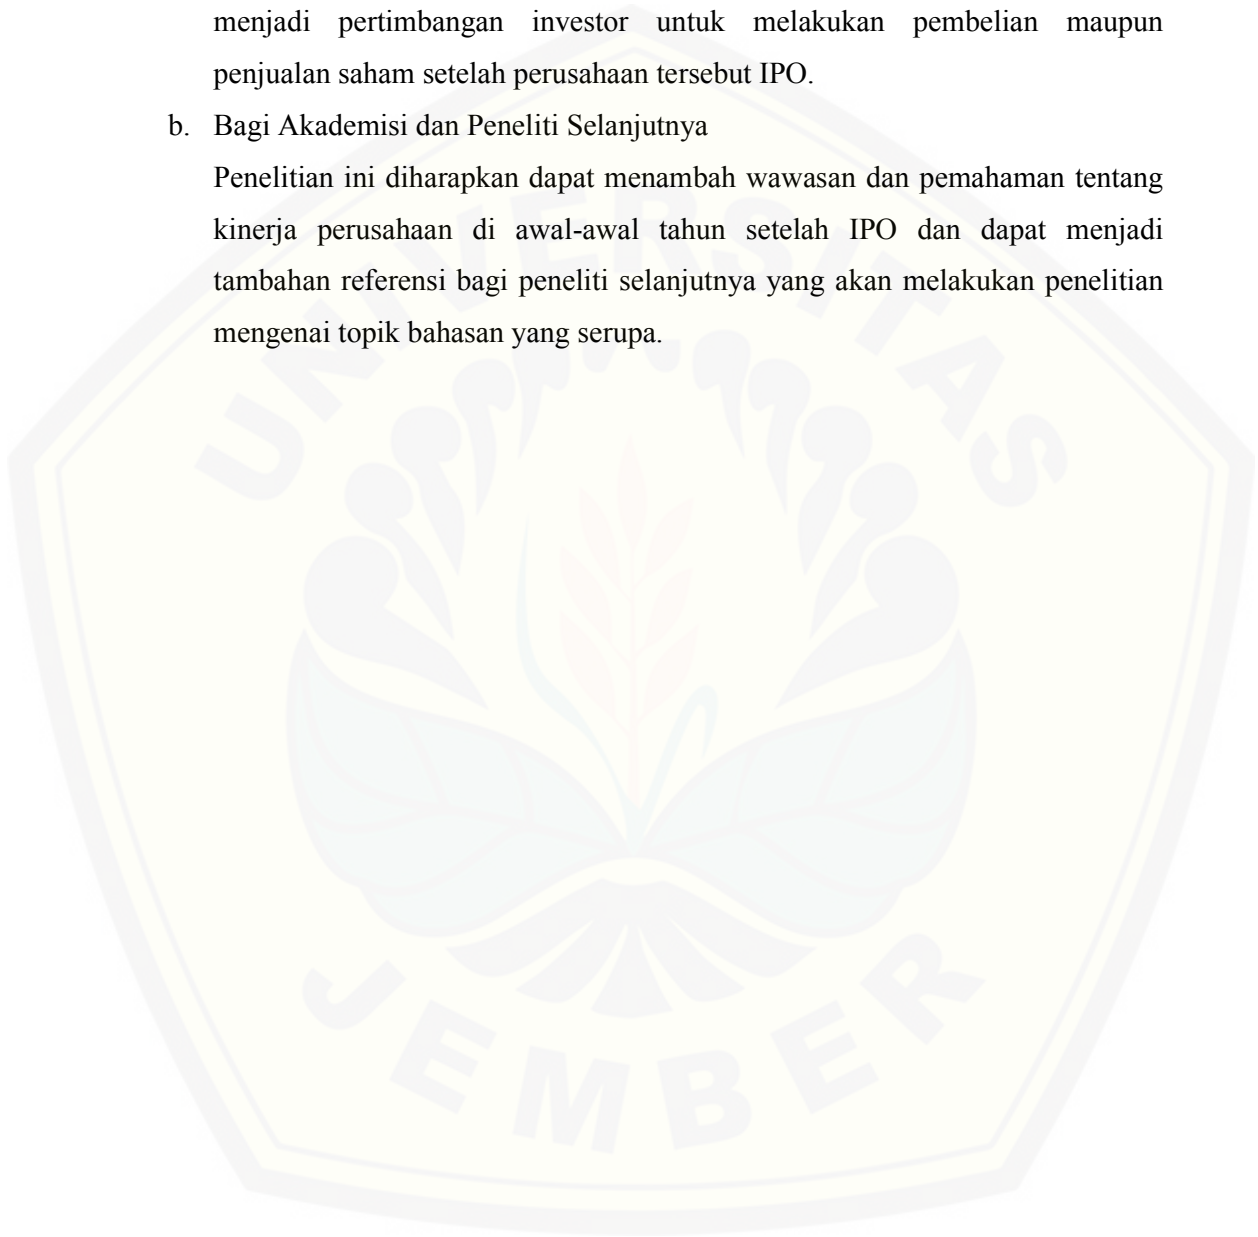 menjadi pertimbangan investor untuk melakukan pembelian maupun
penjualan saham setelah perusahaan tersebut IPO.
b. Bagi Akademisi dan Peneliti Selanjutnya
Penelitian ini diharapkan dapat menambah wawasan dan pemahaman tentang
kinerja perusahaan di awal-awal tahun setelah IPO dan dapat menjadi
tambahan referensi bagi peneliti selanjutnya yang akan melakukan penelitian
mengenai topik bahasan yang serupa.
UNIVERSITAS
JEMBER